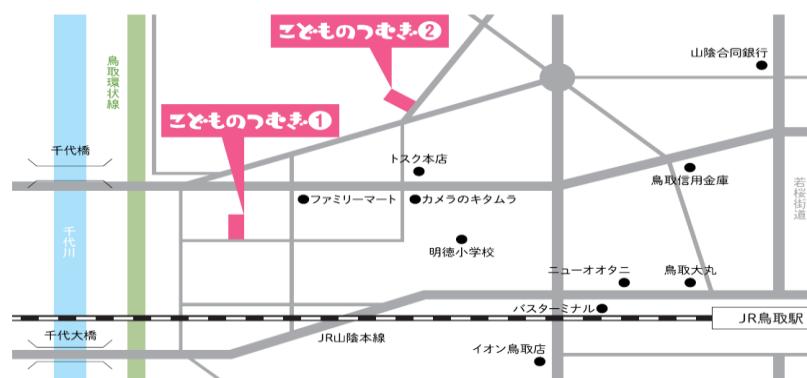 こどものつむぎ❷
山陰合同銀行
鳥取環状線
こどものつむぎ❶
千代橋
トスク本店
鳥取信用金庫
若桜街道
ファミリーマート
カメラのキタムラ
千代川
明徳小学校
ニューオオタニ
鳥取大丸
バスターミナル
JR鳥取駅
千代大橋
JR山陰本線
イオン鳥取店